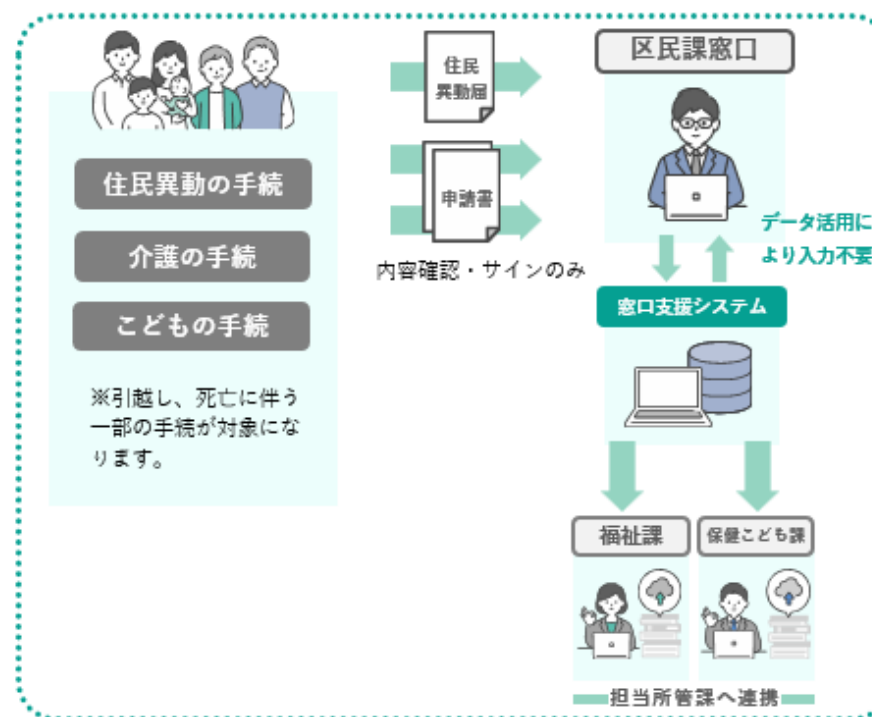 住民異動の手続
介護の手続
こどもの手続
※引越し、死亡に伴う
一部の手続が対象にな
ります。
住民
異動届
申請書
内容確認・サインのみ
区民課窓口
データ活用に
より入力不要
窓口支援システム
福祉課
保健こども課
担当所管課へ連携